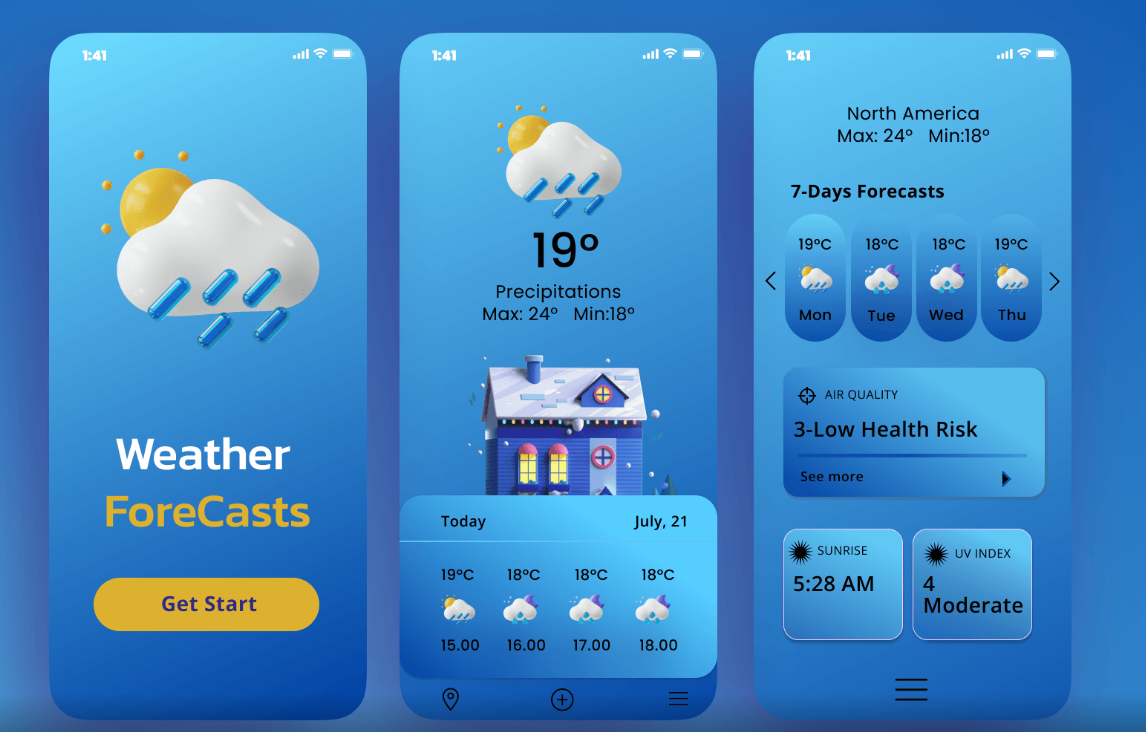 1:41
Weather
ForeCasts
Get Start
1:41
19°
Precipitations
Max: 24° Min:18°
Today July, 21
19°C 18°C 18°C 18°C
15.00 16.00 17.00 18.00
1:41
North America
Max: 24° Min:18°
7-Days Forecasts
19°C 18°C 18°C 19°C
Mon Tue Wed Thu
AIR QUALITY
3-Low Health Risk
See more
SUNRISE
5:28 AM
UV INDEX
4
Moderate